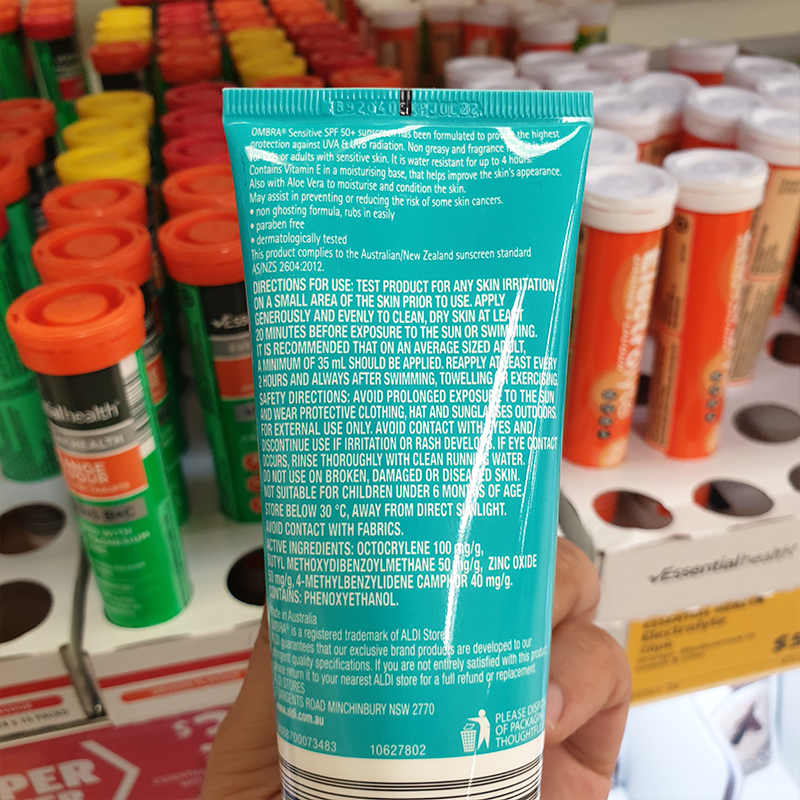 OMBRA® Sensitive SPF 50+ sunscreen has been formulated to provide the highest
protection against UVA & UVB radiation. Non greasy and fragrance
for kids or adults with sensitive skin. It is water resistant for up to 4 hours.
Contains Vitamin E in a moisturising base, that helps improve the skin's appearance.
Also with Aloe Vera to moisturise and condition the skin.
May assist in preventing or reducing the risk of some skin cancers.
• non ghosting formula, rubs in easily
• paraben free
• dermatologically tested
This product complies to the Australian/New Zealand sunscreen standard
AS/NZS 2604:2012.
DIRECTIONS FOR USE: TEST PRODUCT FOR ANY SKIN IRRITATION
ON A SMALL AREA OF THE SKIN PRIOR TO USE. APPLY
GENEROUSLY AND EVENLY TO CLEAN, DRY SKIN AT LEAST
20 MINUTES BEFORE EXPOSURE TO THE SUN OR SWIMMING.
IT IS RECOMMENDED THAT ON AN AVERAGE SIZED ADULT,
A MINIMUM OF 35 mL SHOULD BE APPLIED. REAPPLY AT LEAST EVERY
2 HOURS AND ALWAYS AFTER SWIMMING, TOWELLING OR EXERCISING.
SAFETY DIRECTIONS: AVOID PROLONGED EXPOSURE TO THE SUN
AND WEAR PROTECTIVE CLOTHING, HAT AND SUNGLASSES OUTDOORS.
FOR EXTERNAL USE ONLY. AVOID CONTACT WITH EYES AND
DISCONTINUE USE IF IRRITATION OR RASH DEVELOPS. IF EYE CONTACT
OCCURS, RINSE THOROUGHLY WITH CLEAN RUNNING WATER.
DO NOT USE ON BROKEN, DAMAGED OR DISEASED SKIN.
NOT SUITABLE FOR CHILDREN UNDER 6 MONTHS OF AGE.
STORE BELOW 30 °C, AWAY FROM DIRECT SUNLIGHT.
AVOID CONTACT WITH FABRICS.
ACTIVE INGREDIENTS: OCTOCRYLENE 100 mg/g,
BUTYL METHOXYDIBENZOYLMETHANE 50 mg/g, ZINC OXIDE
mg/g, 4-METHYLBENZYLIDENE CAMPHOR 40 mg/g.
CONTAINS: PHENOXYETHANOL.
Made in Australia
OMBRA® is a registered trademark of ALDI Stores
ALDI guarantees that our exclusive brand products are developed to our
stringent quality specifications. If you are not entirely satisfied with this product
please return it to your nearest ALDI store for a full refund or replacement.
ALDI STORES
SARGENTS ROAD MINCHINBURY NSW 2770
www.aldi.com.au
10627802
PLEASE DISPOSE
OF PACKAGING
THOUGHTFULLY
vEssentialhealth